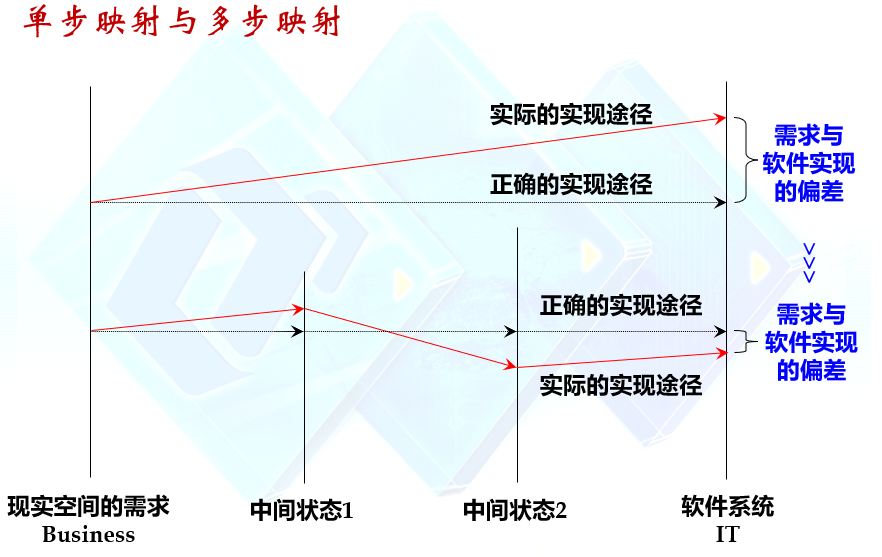 单步映射与多步映射
实际的实现途径
正确的实现途径
需求与
软件实现
的偏差
>>>
正确的实现途径
实际的实现途径
需求与
软件实现
的偏差
现实空间的需求
Business
中间状态1
中间状态2
软件系统
IT